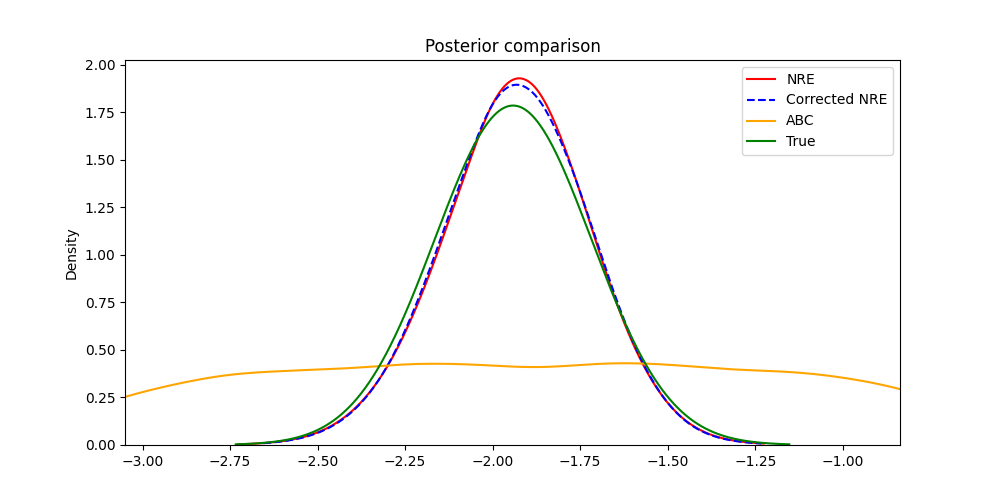 Posterior comparison
NRE
Corrected NRE
ABC
True
Density
2.00
1.75
1.50
1.25
1.00
0.75
0.50
0.25
0.00
−3.00 −2.75 −2.50 −2.25 −2.00 −1.75 −1.50 −1.25 −1.00